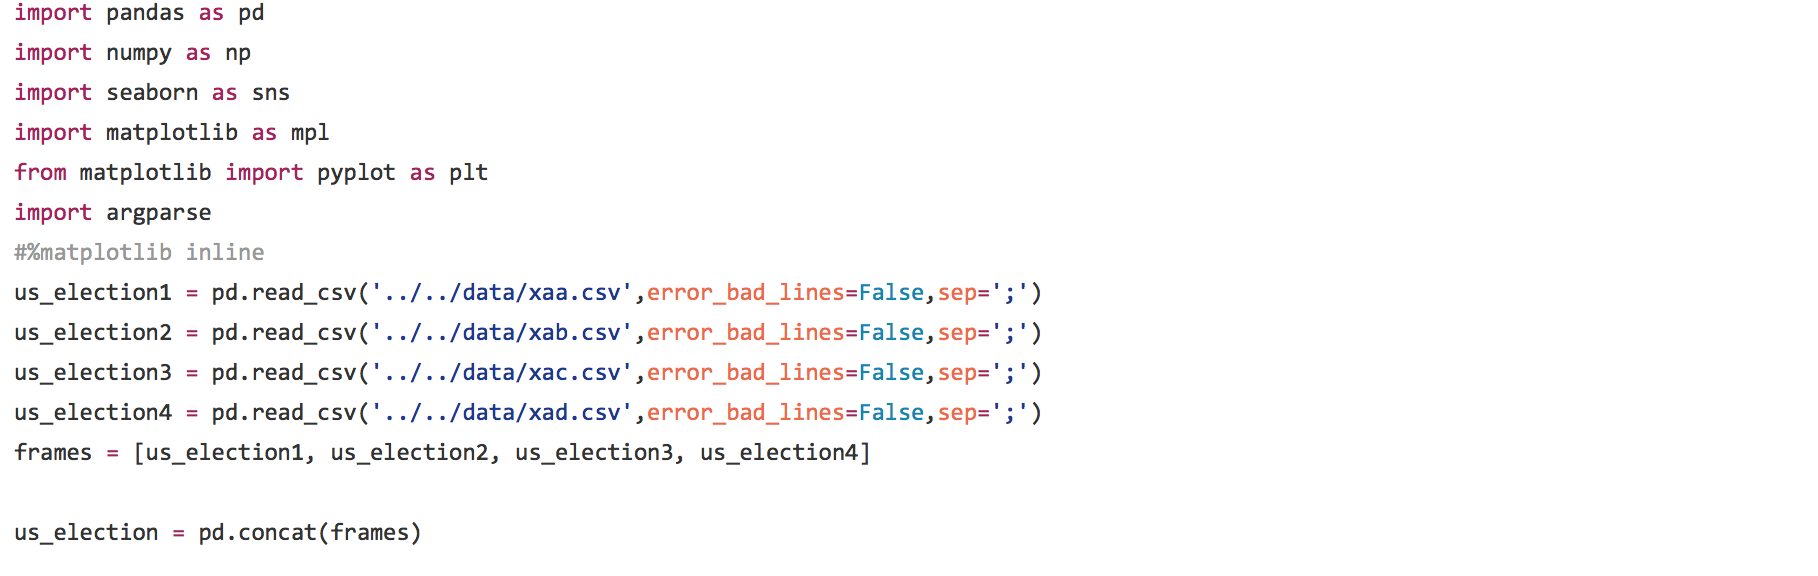 import pandas as pd
import numpy as np
import seaborn as sns
import matplotlib as mpl
from matplotlib import pyplot as plt
import argparse
#%matplotlib inline
us_election1 = pd.read_csv('../../data/xaa.csv',error_bad_lines=False,sep=';')
us_election2 = pd.read_csv('../../data/xab.csv',error_bad_lines=False,sep=';')
us_election3 = pd.read_csv('../../data/xac.csv',error_bad_lines=False,sep=';')
us_election4 = pd.read_csv('../../data/xad.csv',error_bad_lines=False,sep=';')
frames = [us_election1, us_election2, us_election3, us_election4]
us_election = pd.concat(frames)